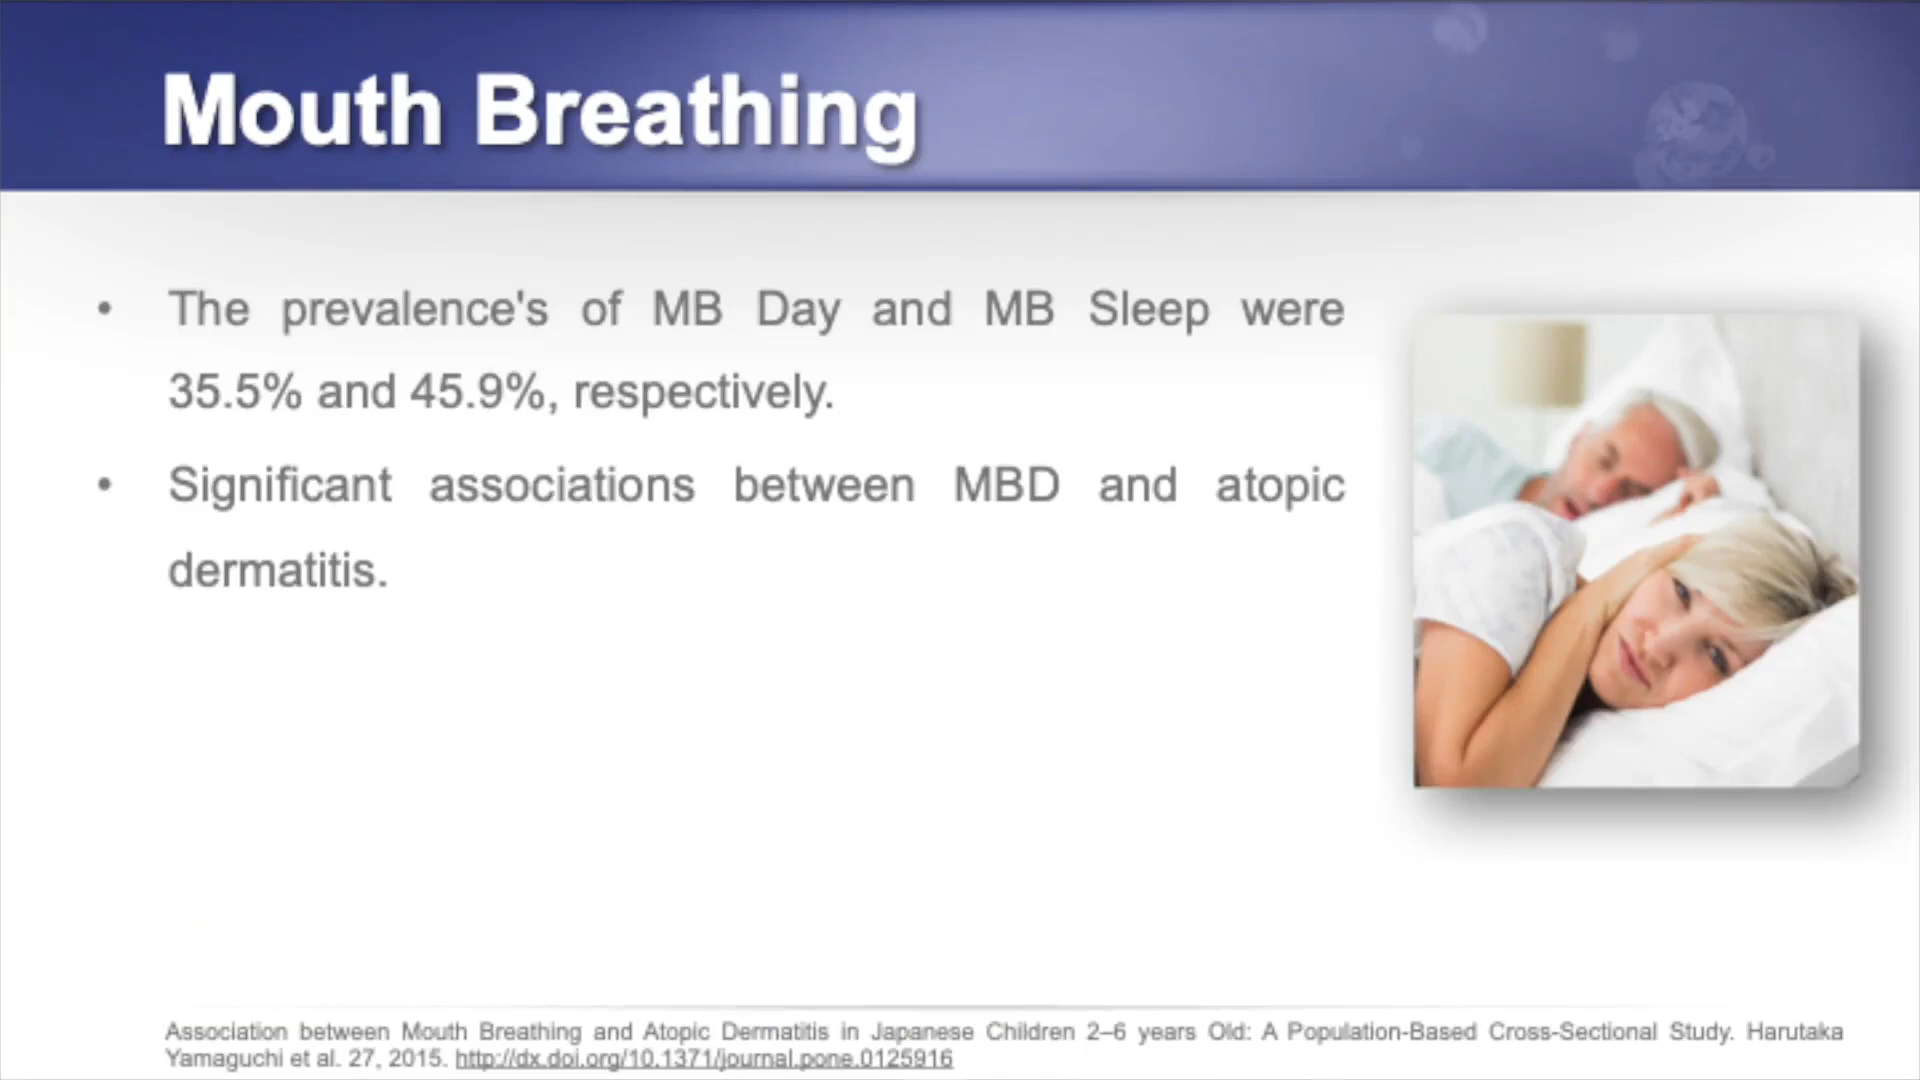 Mouth Breathing
• The prevalence's of MB Day and MB Sleep were
35.5% and 45.9%, respectively.
• Significant associations between MBD and atopic
dermatitis.
Association between Mouth Breathing and Atopic Dermatitis in Japanese Children 2–6 years Old: A Population-Based Cross-Sectional Study. Harutaka
Yamaguchi et al. 27, 2015. http://dx.doi.org/10.1371/journal.pone.0125916